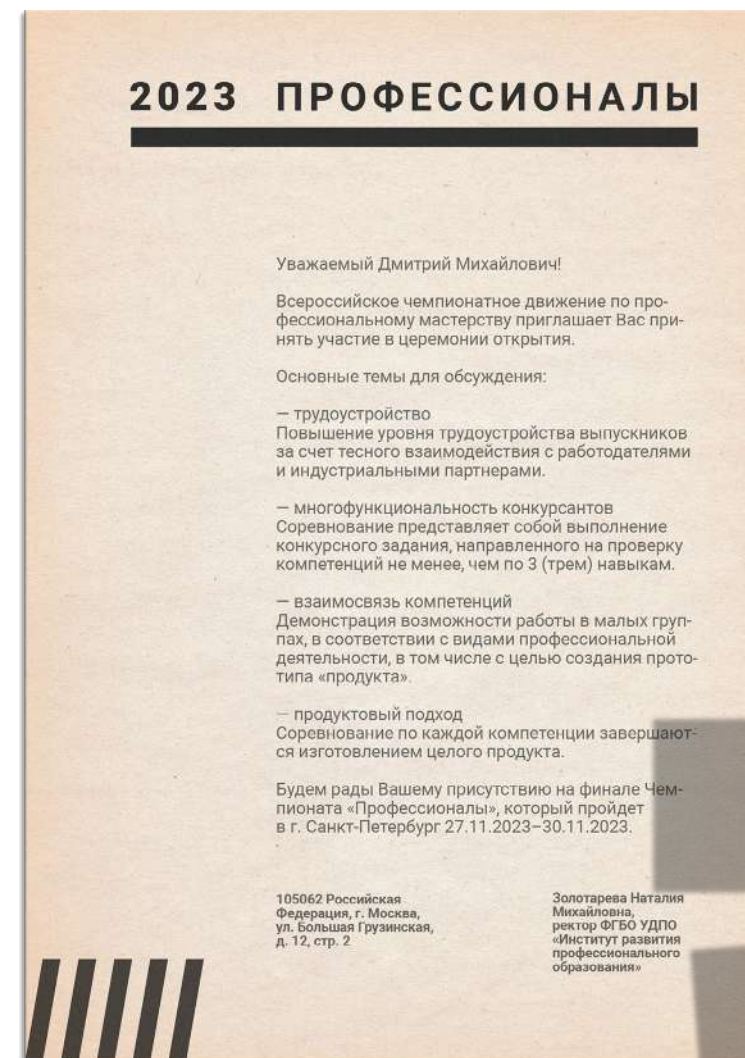 2023 ПРОФЕССИОНАЛЫ
Уважаемый Дмитрий Михайлович!
Всероссийское чемпионатное движение по про-
фессиональному мастерству приглашает Вас при-
нять участие в церемонии открытия.
Основные темы для обсуждения:
— трудоустройство
Повышение уровня трудоустройства выпускников
за счет тесного взаимодействия с работодателями
и индустриальными партнерами.
— многофункциональность конкурсантов
Соревнование представляет собой выполнение
конкурсного задания, направленного на проверку
компетенций не менее, чем по 3 (трем) навыкам.
— взаимосвязь компетенций
Демонстрация возможности работы в малых груп-
пах, в соответствии с видами профессиональной
деятельности, в том числе с целью создания прото-
типа «продукта».
— продуктовый подход
Соревнование по каждой компетенции завершают-
ся изготовлением целого продукта.
Будем рады Вашему присутствию на финале Чем-
пионата «Профессионалы», который пройдет
в г. Санкт-Петербург 27.11.2023–30.11.2023.
105062 Российская
Федерация, г. Москва,
ул. Большая Грузинская,
д. 12, стр. 2
Золотарева Наталия
Михайловна,
ректор ФГБО УДПО
«Институт развития
профессионального
образования»